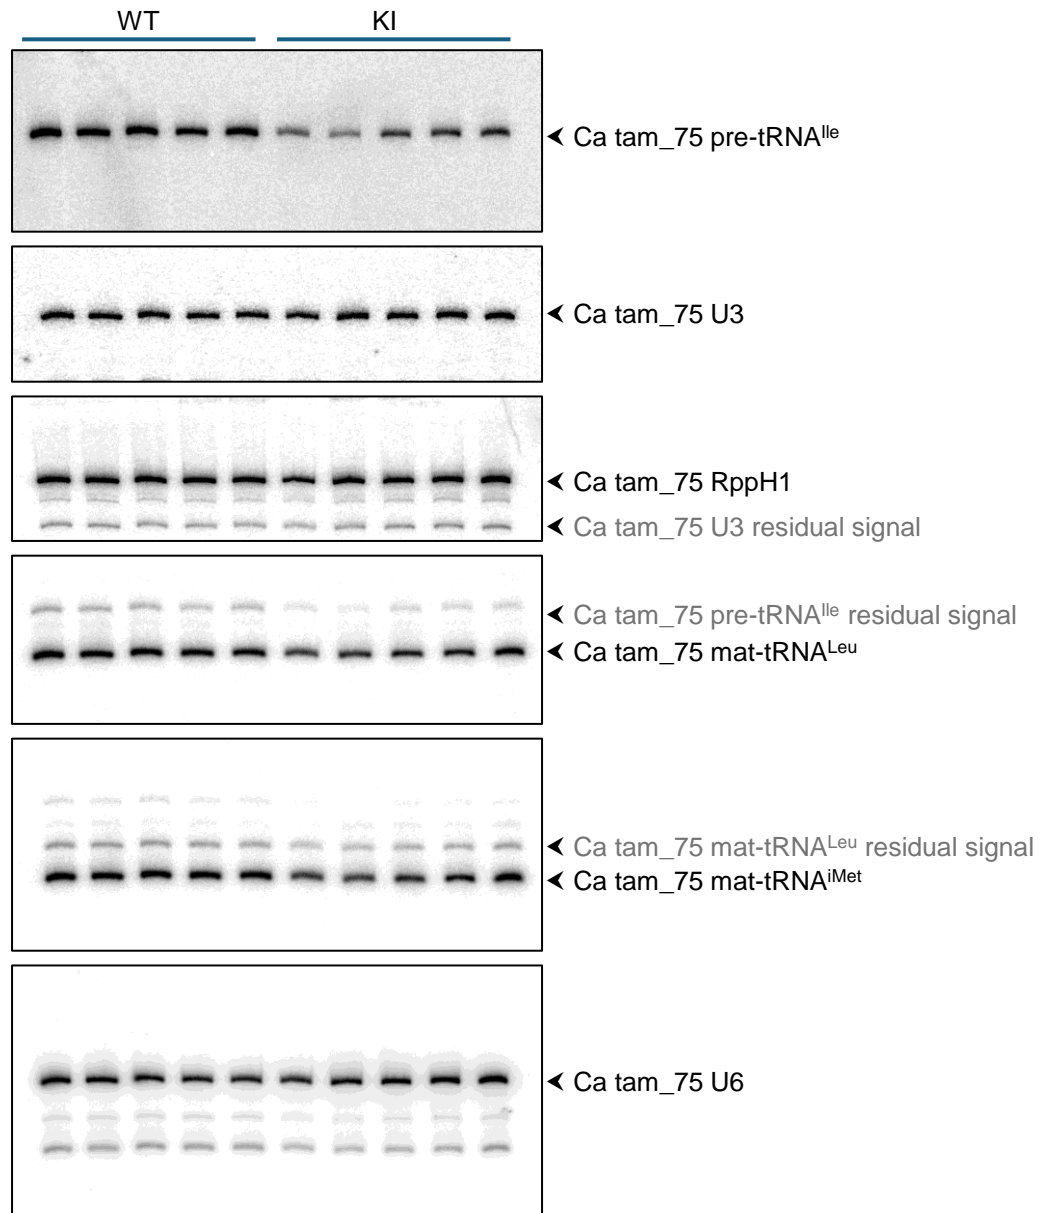 WT KI
Ca tam_75 pre-tRNAIle
Ca tam_75 U3
Ca tam_75 RppH1
Ca tam_75 U3 residual signal
Ca tam_75 pre-tRNAIle residual signal
Ca tam_75 mat-tRNALeu
Ca tam_75 mat-tRNALeu residual signal
Ca tam_75 mat-tRNAiMet
Ca tam_75 U6